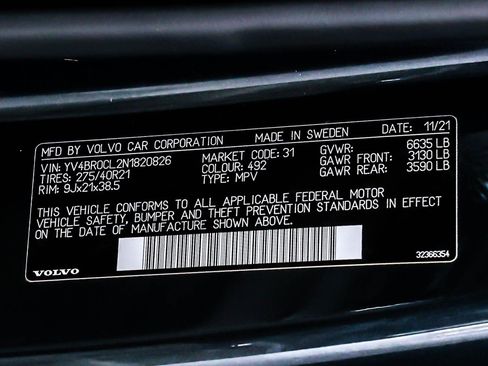 MFD BY VOLVO CAR CORPORATION MADE IN SWEDEN 11/21
VIN: YV4BR0CL2N1820826 MARKET CODE: 31 GVWR: 6635 LB
TIRES: 275/40R21 COLOUR: 492 GAWR FRONT: 3130 LB
RIM: 9Jx21x38.5 TYPE: MPV GAWR REAR: 3590 LB
THIS VEHICLE CONFORMS TO ALL APPLICABLE FEDERAL MOTOR
VEHICLE SAFETY, BUMPER AND THEFT PREVENTION STANDARDS IN EFFECT
ON THE DATE OF MANUFACTURE SHOWN ABOVE.
VOLVO 32366354